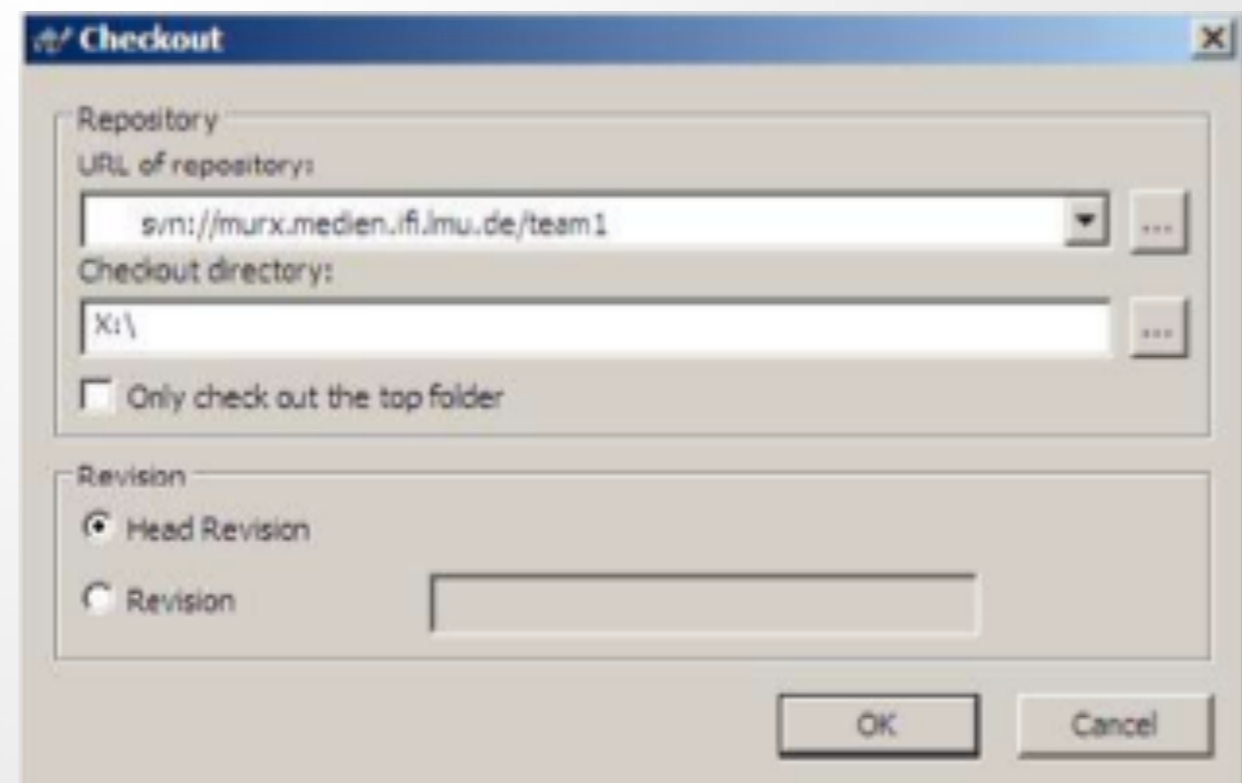 Checkout
Repository
URL of repository:
svn://murx.medien.ifi.lmu.de/team1
...
Checkout directory:
X:\
...
Only check out the top folder
Revision
Head Revision
Revision
OK Cancel